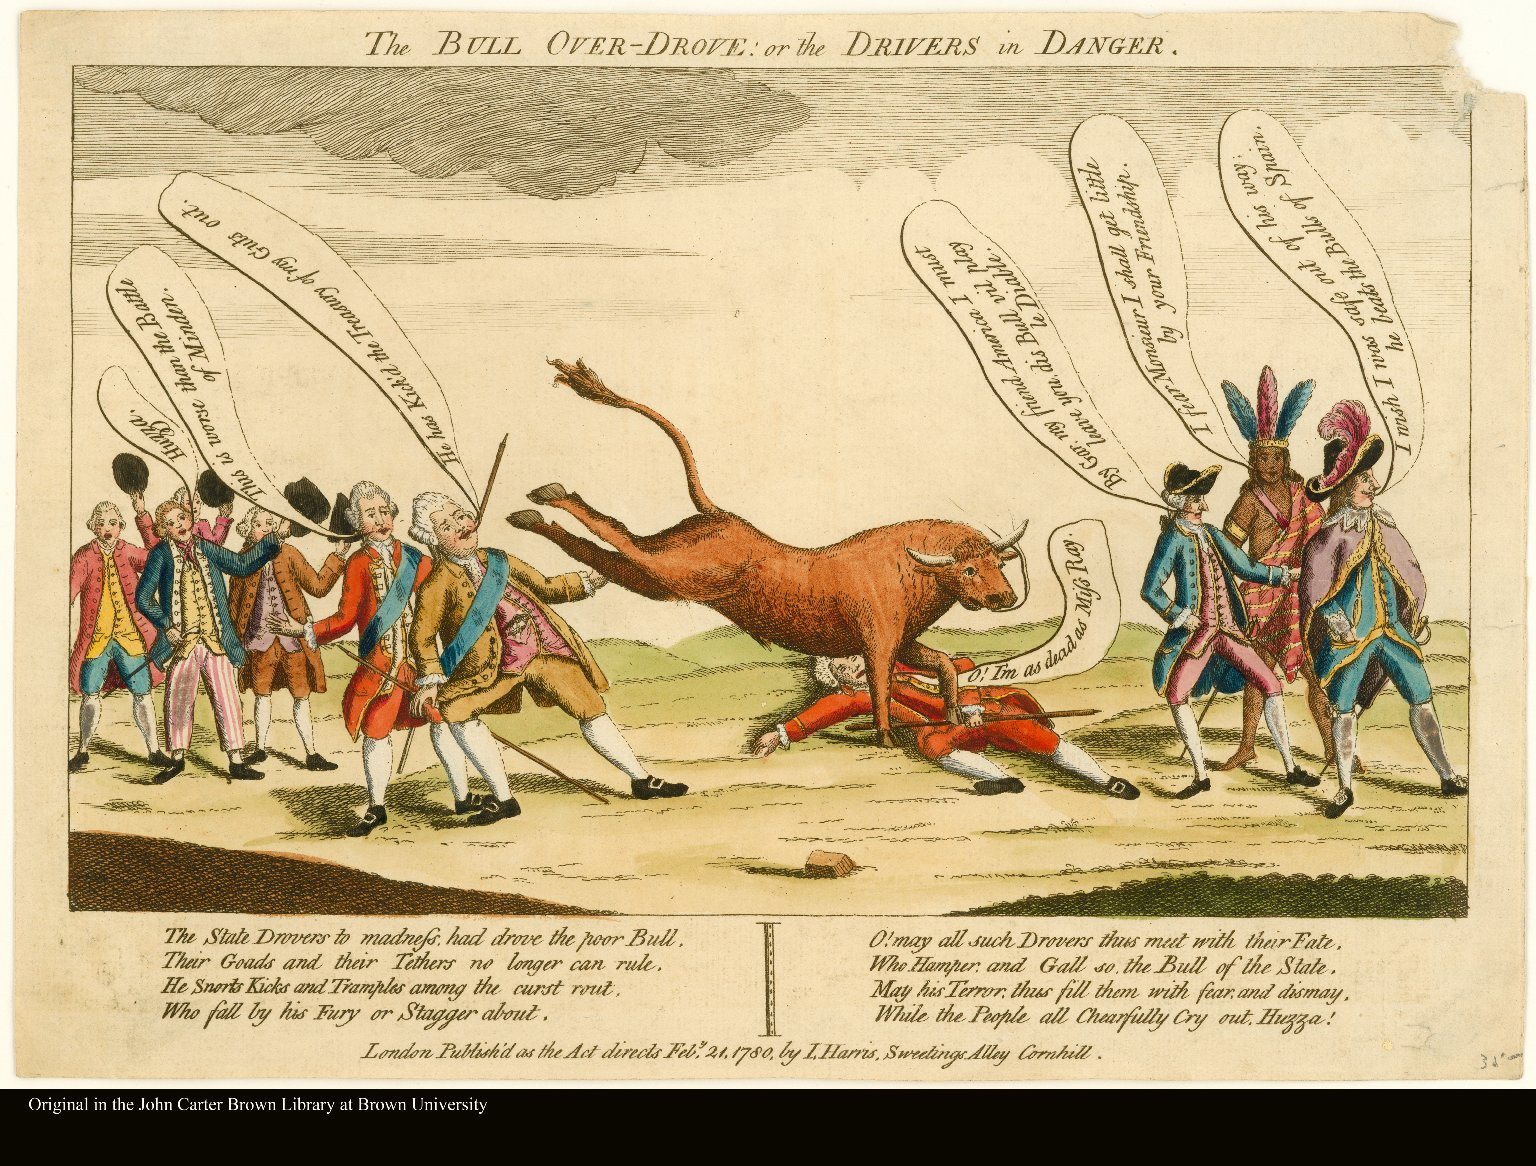 The BULL OVER-DROVE: or the DRIVERS in DANGER.
Huzza.
This is worse than the Battle
of Minden.
He has Kick'd the Treasury of my Guts out.
By Gar, my friend America I must
leave you, dis Bull vil play
le Diable.
I fear Monsieur I shall get little
by your Friendship.
I wish I was safe out of his way;
he beats the Bulls of Spain.
O! I'm as dead as Miſs Ray.
The State Drovers to madneſs, had drove the poor Bull,
Their Goads and their Tethers no longer can rule,
He Snorts Kicks and Tramples among the curst rout,
Who fall by his Fury or Stagger about.
O! may all such Drovers thus meet with their Fate,
Who Hamper, and Gall so, the Bull of the State,
May his Terror, thus fill them with fear, and dismay,
While the People all Chearfully Cry out, Huzza!
London Publish'd as the Act directs Feb.y 21, 1780, by I, Harris, Sweetings Alley Cornhill.
Original in the John Carter Brown Library at Brown University